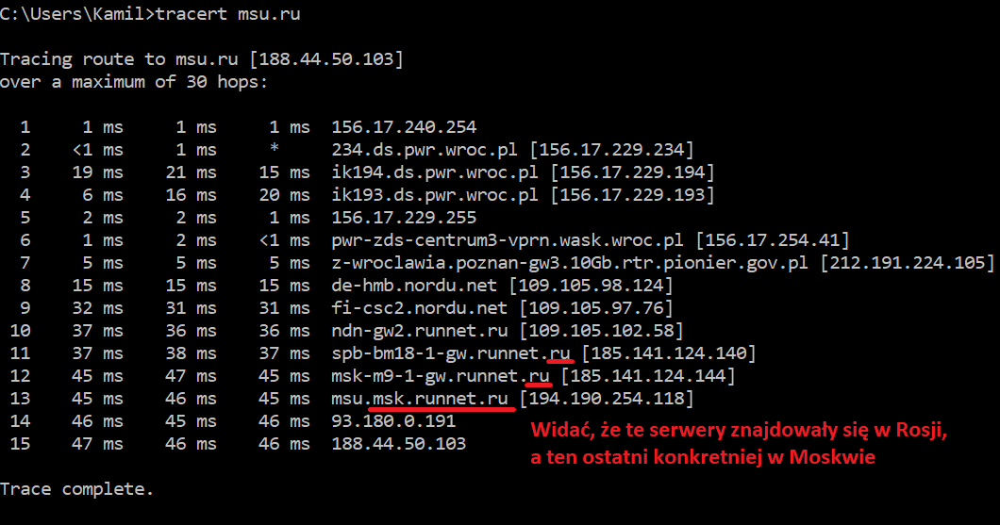 C:\Users\Kamil>tracert msu.ru
Tracing route to msu.ru [188.44.50.103]
over a maximum of 30 hops:
1 1 ms 1 ms 1 ms 156.17.240.254
2 <1 ms 1 ms * 234.ds.pwr.wroc.pl [156.17.229.234]
3 19 ms 21 ms 15 ms ik194.ds.pwr.wroc.pl [156.17.229.194]
4 6 ms 16 ms 20 ms ik193.ds.pwr.wroc.pl [156.17.229.193]
5 2 ms 2 ms 1 ms 156.17.229.255
6 1 ms 2 ms <1 ms pwr-zds-centrum3-vprn.wask.wroc.pl [156.17.254.41]
7 5 ms 5 ms 5 ms z-wroclawia.poznan-gw3.10Gb.rtr.pionier.gov.pl [212.191.224.105]
8 15 ms 15 ms 15 ms de-hmb.nordu.net [109.105.98.124]
9 32 ms 31 ms 31 ms fi-csc2.nordu.net [109.105.97.76]
10 37 ms 36 ms 36 ms ndn-gw2.runnet.ru [109.105.102.58]
11 37 ms 38 ms 37 ms spb-bm18-1-gw.runnet.ru [185.141.124.140]
12 45 ms 47 ms 45 ms msk-m9-1-gw.runnet.ru [185.141.124.144]
13 45 ms 46 ms 45 ms msu.msk.runnet.ru [194.190.254.118]
14 46 ms 45 ms 46 ms 93.180.0.191
15 47 ms 46 ms 46 ms 188.44.50.103
Widać, że te serwery znajdowały się w Rosji,
a ten ostatni konkretniej w Moskwie
Trace complete.